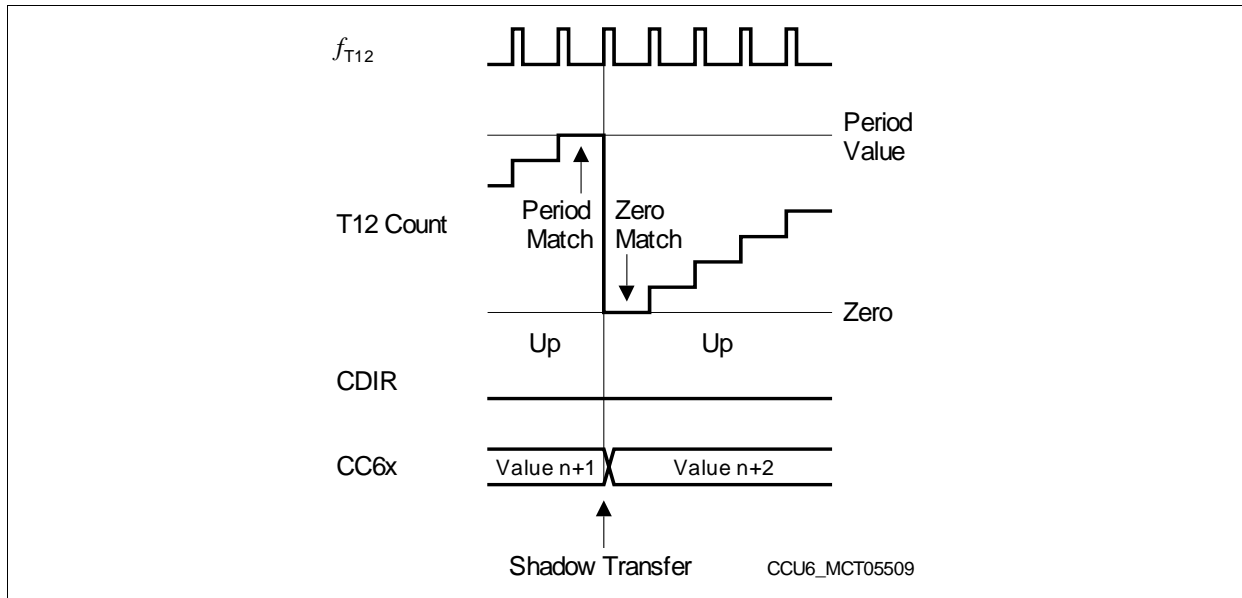 fT12
Period
Value
T12 Count
Period
Match
Zero
Match
Zero
Up
Up
CDIR
CC6x
Value n+1
Value n+2
Shadow Transfer
CCU6_MCT05509